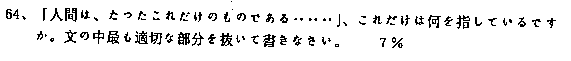 64、「人間は、たったこれだけのものである‥‥‥」、これだけは何を指しているです
か。文の中最も適切な部分を抜いて書きなさい。　　7％